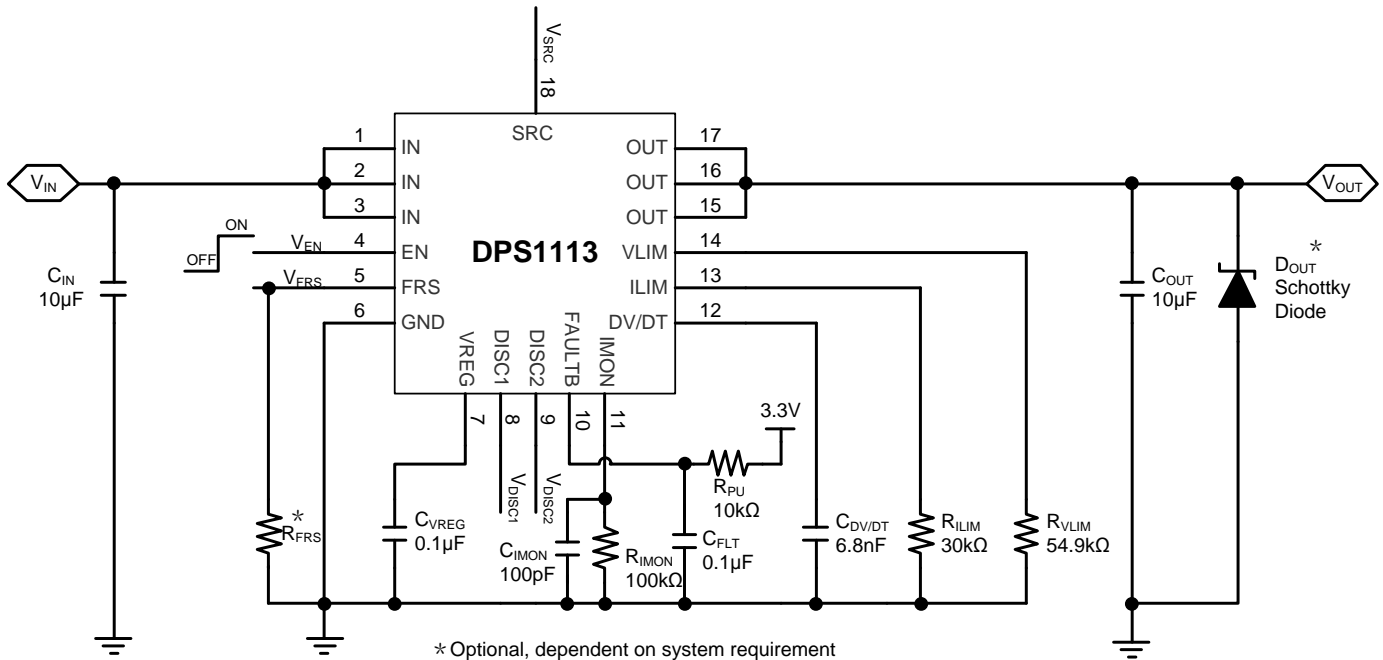 VSRC
18
SRC
1
IN
2
IN
3
IN
4
EN
5
FRS
6
GND
17
OUT
16
OUT
15
OUT
14
VLIM
13
ILIM
12
DV/DT
DPS1113
VREG
DISC1
DISC2
FAULTB
IMON
7
8
9
10
11
VIN
VOUT
ON
OFF
VEN
VFRS
CIN
10µF
COUT
10µF
*
DOUT
Schottky
Diode
3.3V
VDISC1
VDISC2
RPU
10kΩ
*
RFRS
CVREG
0.1µF
CIMON
100pF
RIMON
100kΩ
CFLT
0.1µF
CDV/DT
6.8nF
RILIM
30kΩ
RVLIM
54.9kΩ
* Optional, dependent on system requirement